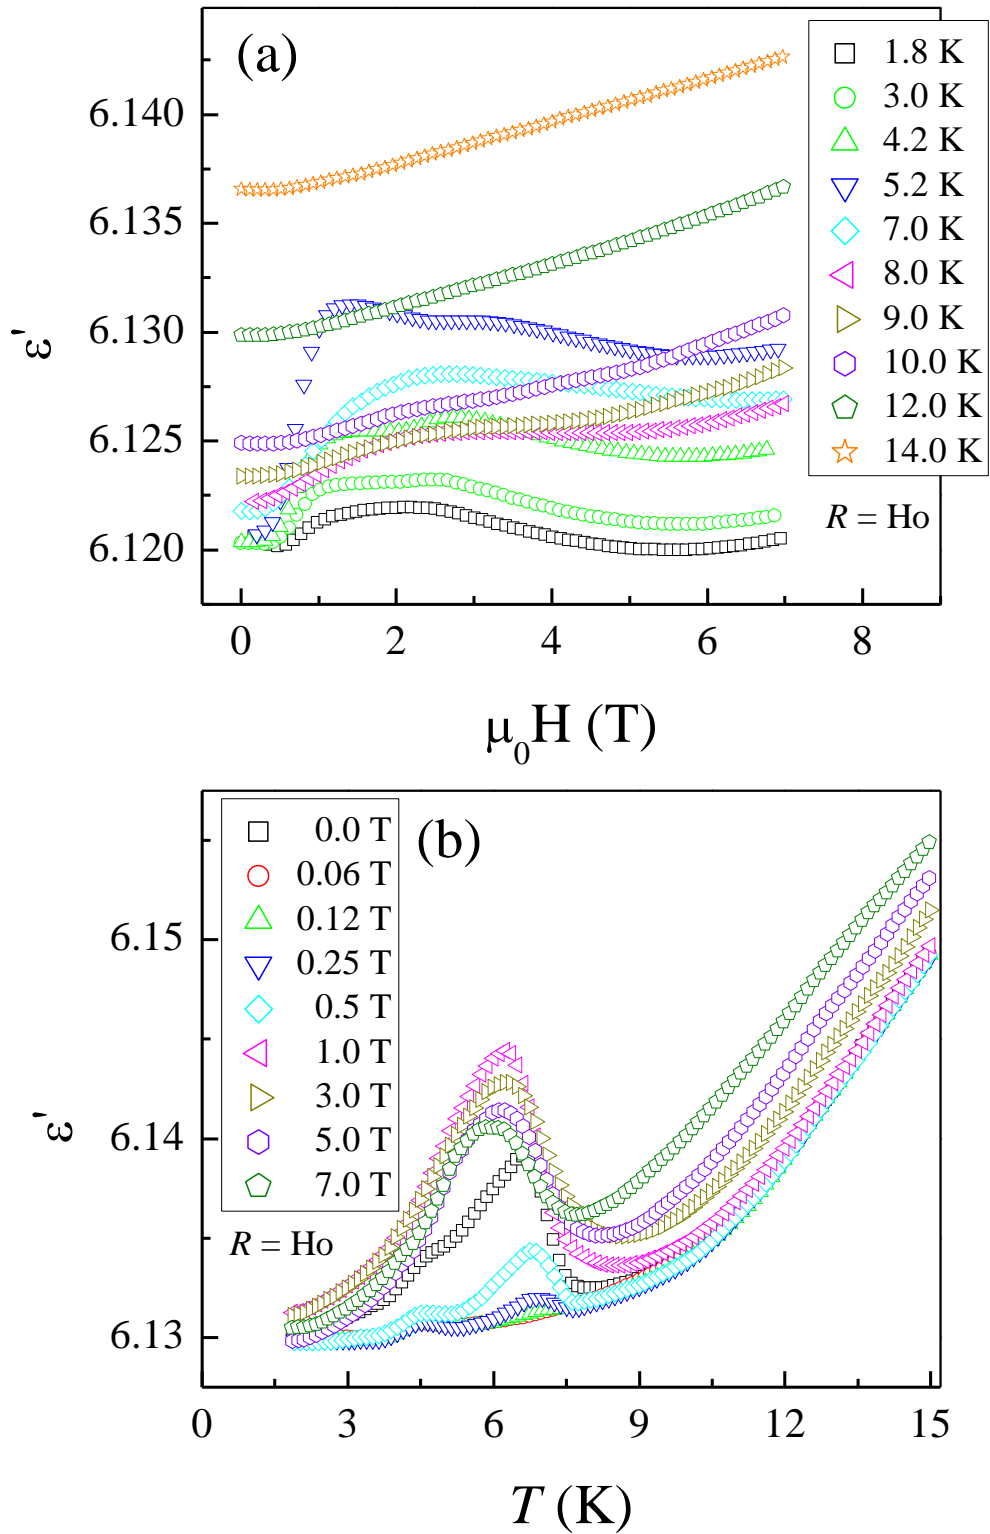 (a)
1.8 K
3.0 K
4.2 K
5.2 K
7.0 K
8.0 K
9.0 K
10.0 K
12.0 K
14.0 K
R = Ho
6.140
6.135
6.130
6.125
6.120
ε'
0 2 4 6 8
μ0H (T)
(b)
0.0 T
0.06 T
0.12 T
0.25 T
0.5 T
1.0 T
3.0 T
5.0 T
7.0 T
R = Ho
6.15
6.14
6.13
ε'
0 3 6 9 12 15
T (K)